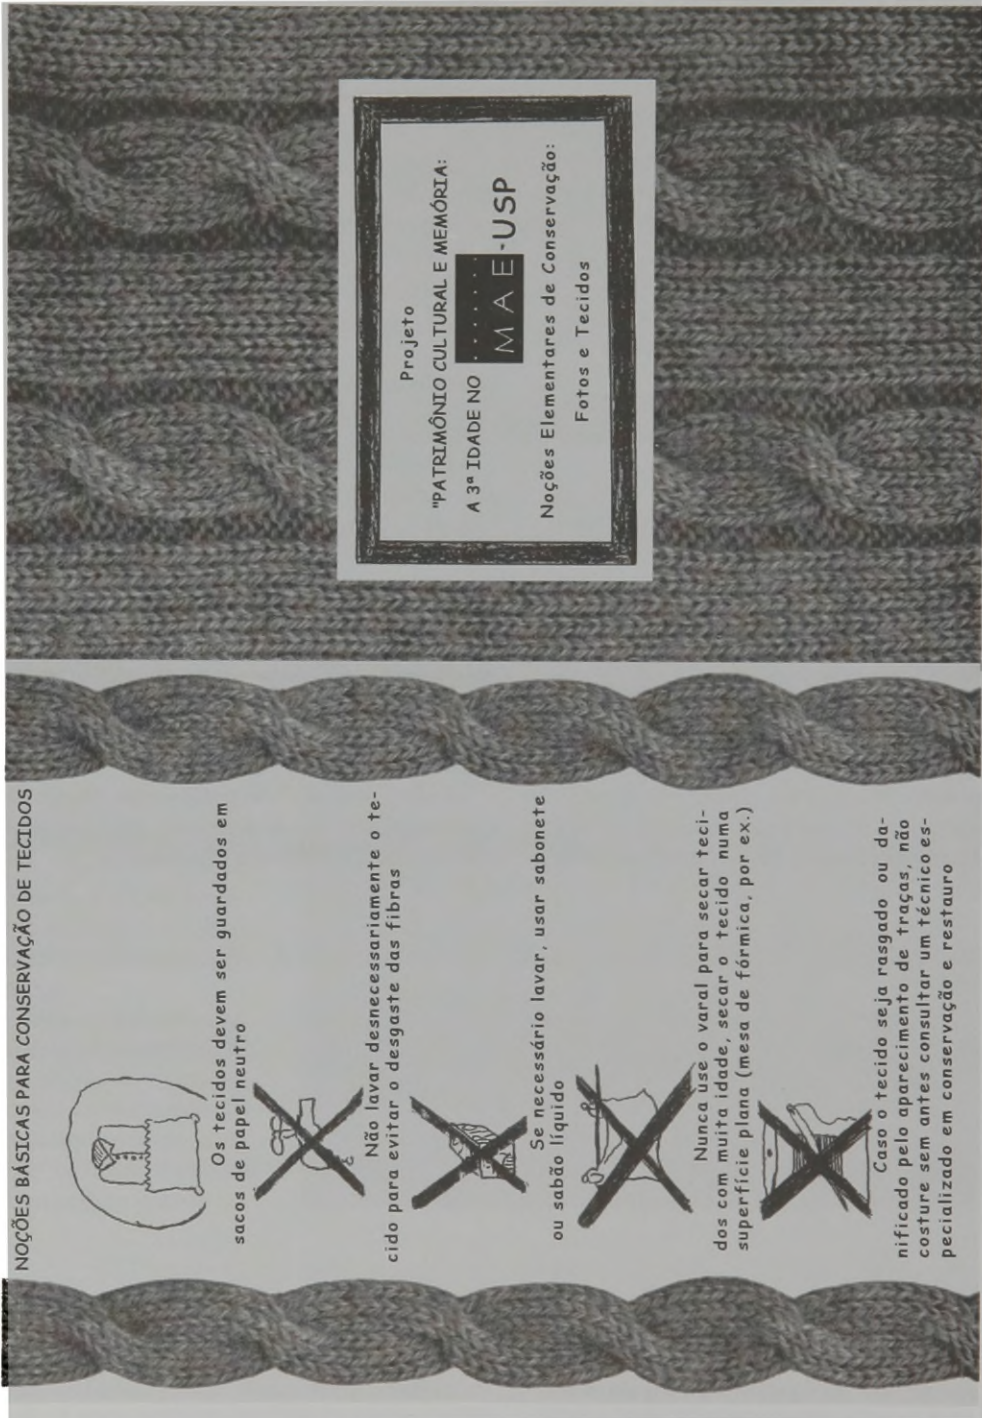 NOÇÕES BÁSICAS PARA CONSERVAÇÃO DE TECIDOS
Os tecidos devem ser guardados em
sacos de papel neutro
Não lavar desnecessariamente o te-
cido para evitar o desgaste das fibras
Se necessário lavar, usar sabonete
ou sabão líquido
Nunca use o varal para secar teci-
dos com muita idade, secar o tecido numa
superfície plana (mesa de fórmica, por ex.)
Caso o tecido seja rasgado ou da-
nificado pelo aparecimento de traças, não
costure sem antes consultar um técnico es-
pecializado em conservação e restauro
Projeto
"PATRIMÔNIO CULTURAL E MEMÓRIA:
A 3ª IDADE NO MAE-USP
Noções Elementares de Conservação:
Fotos e Tecidos